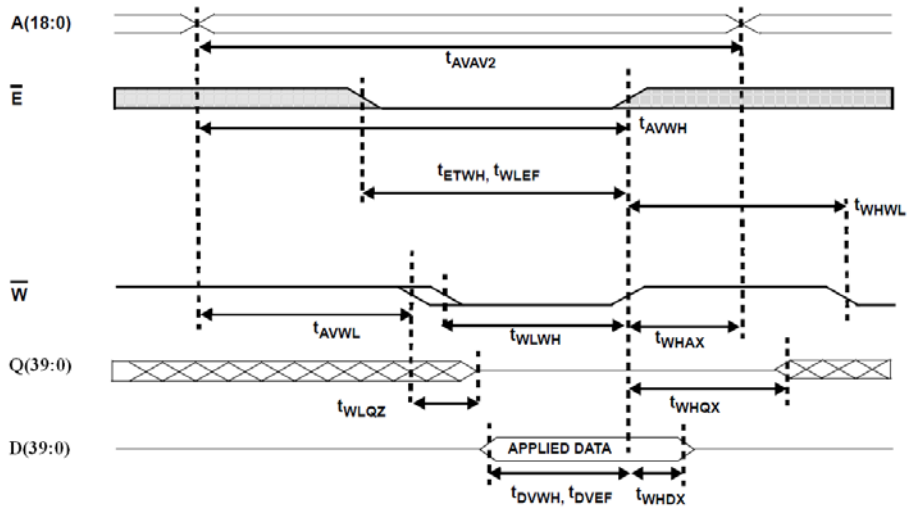 A(18:0)
tAVAV2
E
tAVWH
tETWH, tWLEF
tWHWL
W
tAVWL
tWLWH
tWHAX
Q(39:0)
tWLQZ
tWHQX
D(39:0)
APPLIED DATA
tDVWH, tDVEF
tWHDX